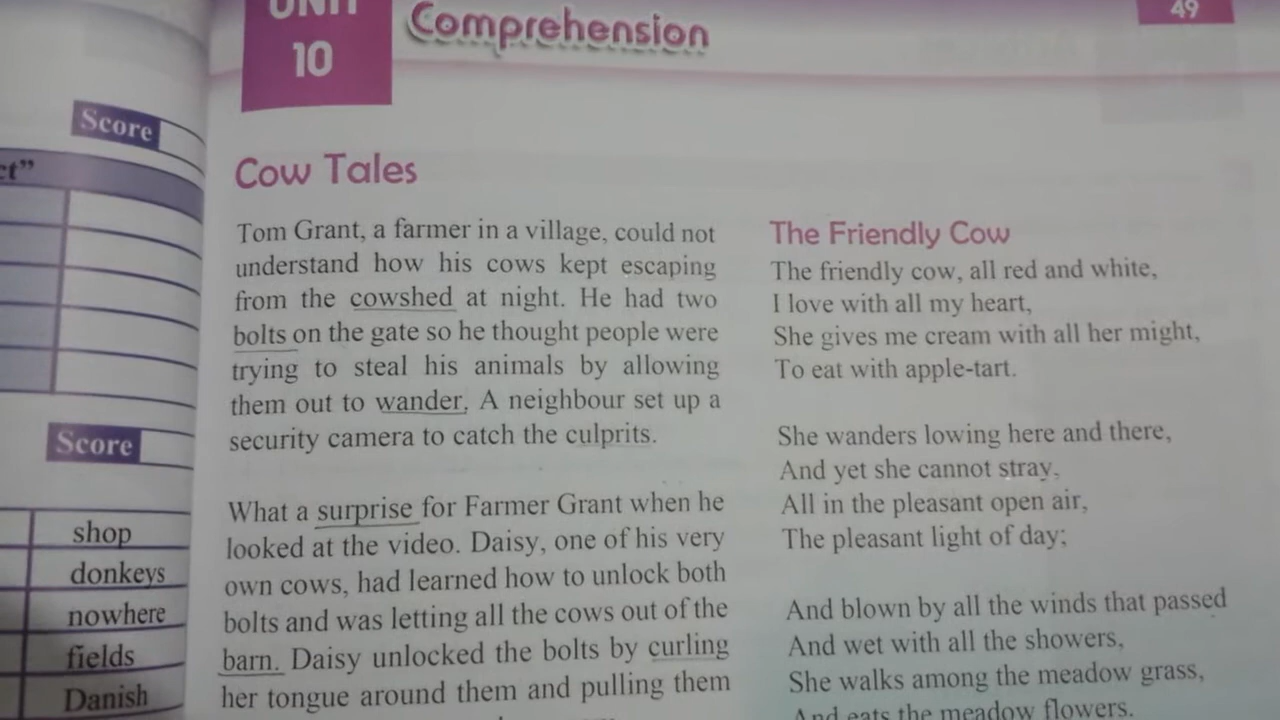 UNIT
10
Comprehension
49
Score
ct”
Score
shop
donkeys
nowhere
fields
Danish
Cow Tales
Tom Grant, a farmer in a village, could not
understand how his cows kept escaping
from the cowshed at night. He had two
bolts on the gate so he thought people were
trying to steal his animals by allowing
them out to wander. A neighbour set up a
security camera to catch the culprits.
What a surprise for Farmer Grant when he
looked at the video. Daisy, one of his very
own cows, had learned how to unlock both
bolts and was letting all the cows out of the
barn. Daisy unlocked the bolts by curling
her tongue around them and pulling them
The Friendly Cow
The friendly cow, all red and white,
I love with all my heart,
She gives me cream with all her might,
To eat with apple-tart.
She wanders lowing here and there,
And yet she cannot stray,
All in the pleasant open air,
The pleasant light of day;
And blown by all the winds that passed
And wet with all the showers,
She walks among the meadow grass,
And eats the meadow flowers.